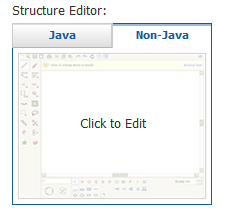 Structure Editor:
Java
Non-Java
Click to Edit